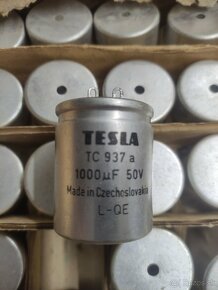 TESLA
TC 937 a
1000µF 50V
Made in Czechoslovakia
L-QE